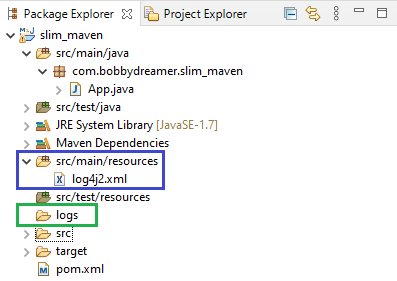 Package Explorer Project Explorer
slim_maven
src/main/java
com.bobbydreamer.slim_maven
App.java
src/test/java
JRE System Library [JavaSE-1.7]
Maven Dependencies
src/main/resources
log4j2.xml
src/test/resources
logs
src
target
pom.xml